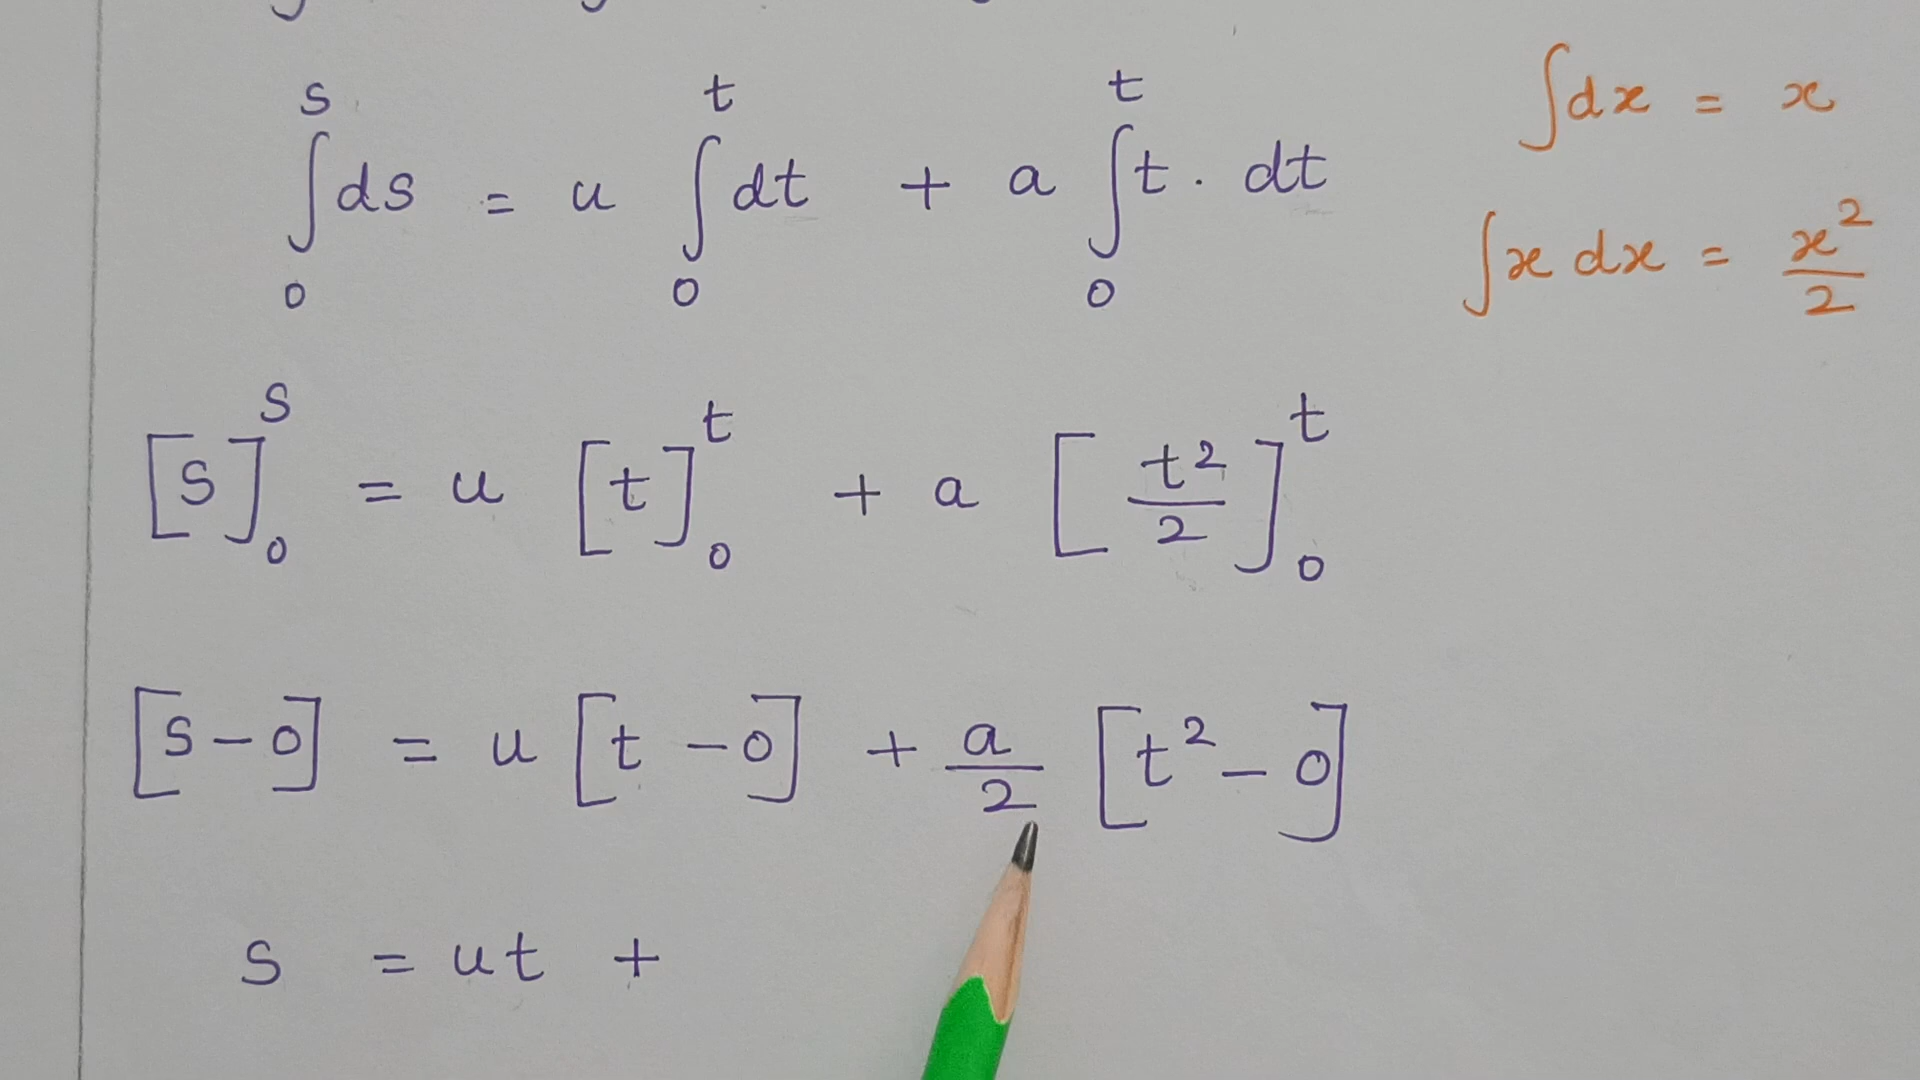 ∫₀ˢ ds = u ∫₀ᵗ dt + a ∫₀ᵗ t . dt
∫dx = x
∫x dx = x²/2
[s]₀ˢ = u [t]₀ᵗ + a [t²/2]₀ᵗ
[s-0] = u [t-0] + a/2 [t²-0]
s = ut +